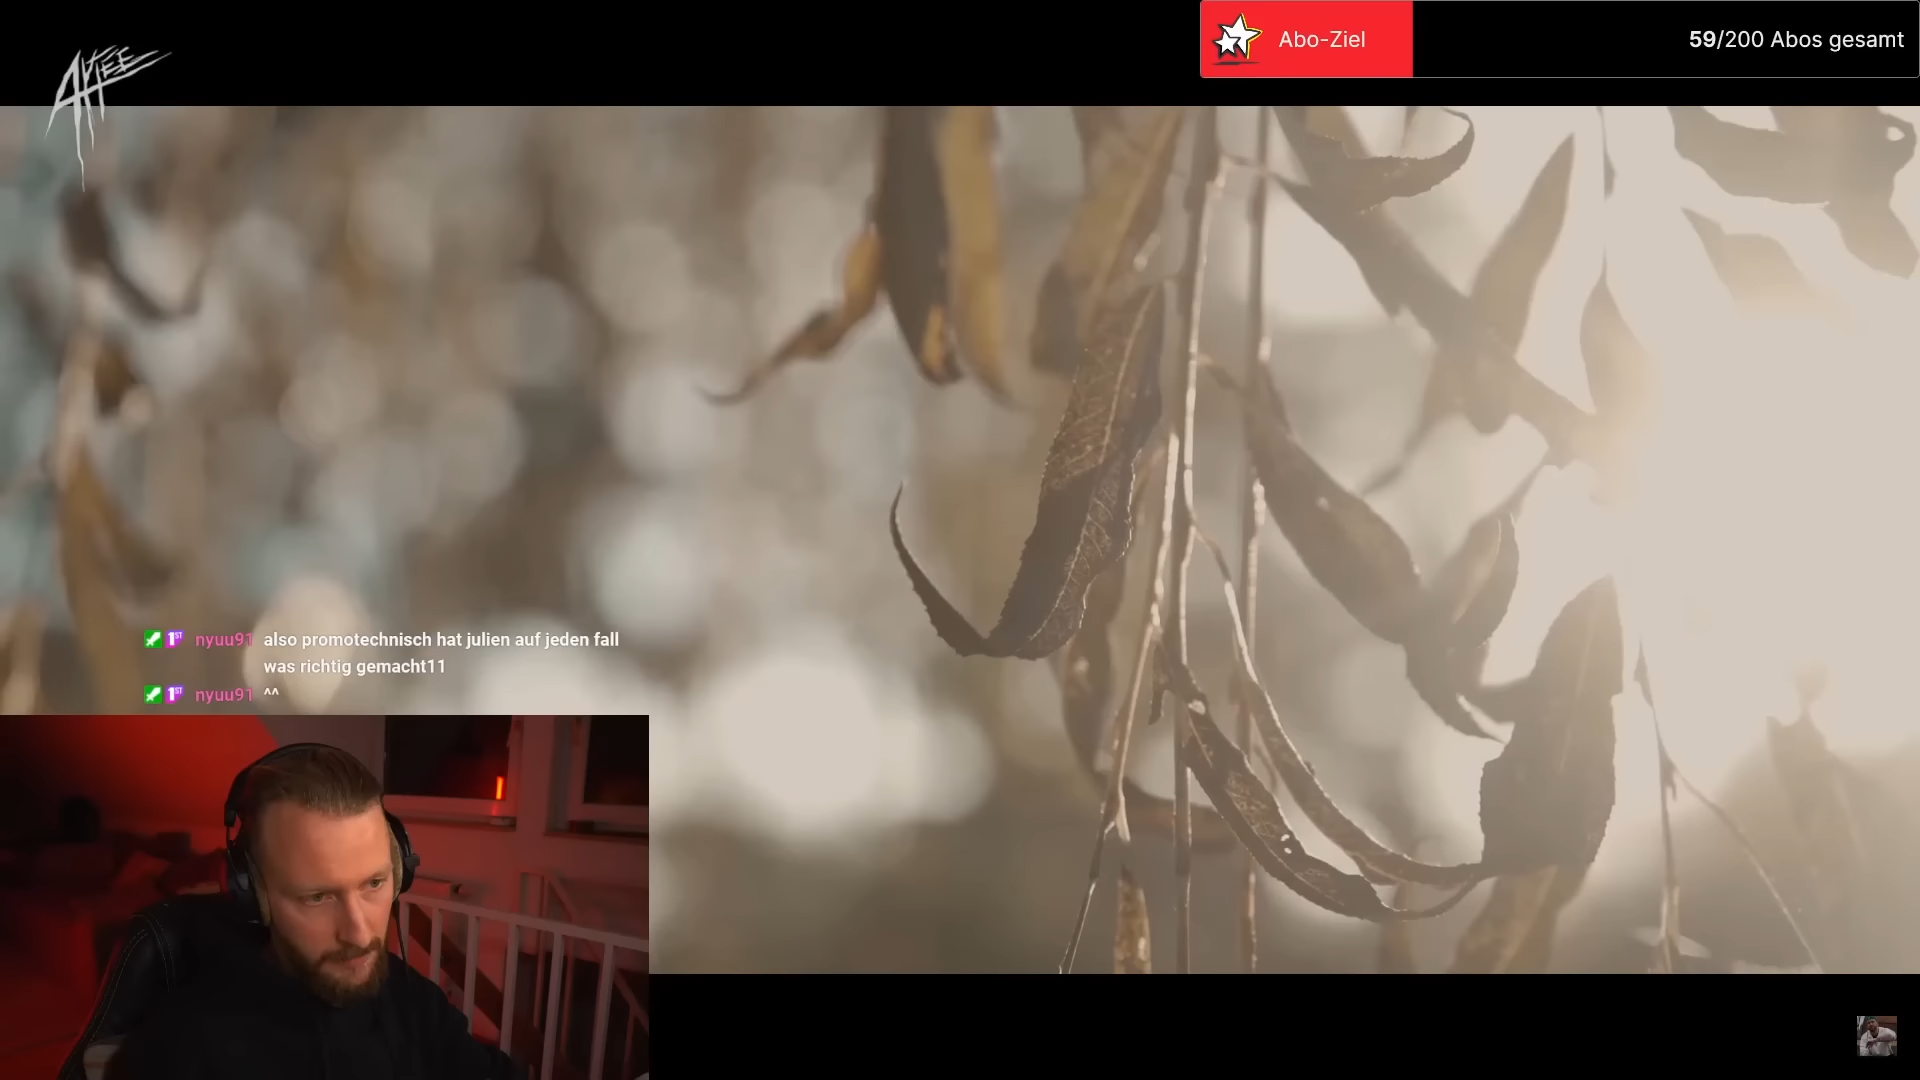 Abo-Ziel
59/200 Abos gesamt
nyuu91 also promotechnisch hat julien auf jeden fall
was richtig gemacht11
nyuu91 ^^